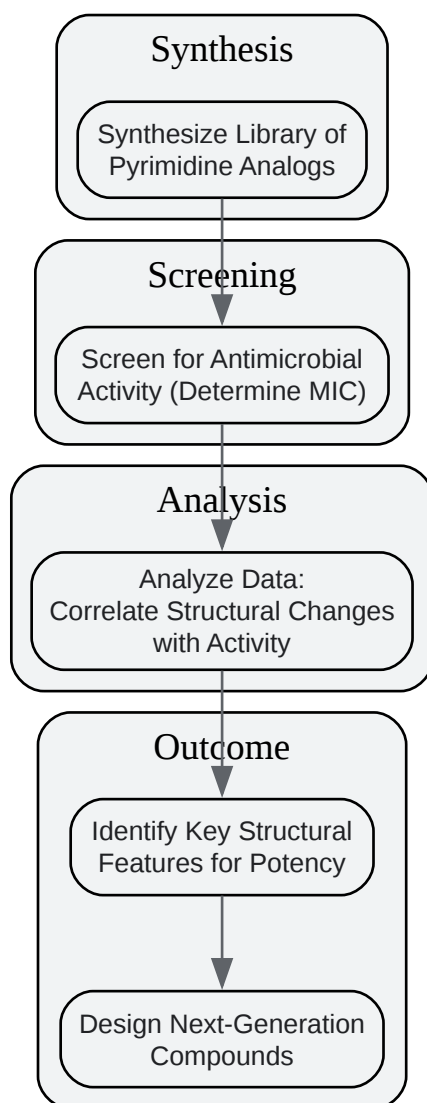 Synthesis
Synthesize Library of
Pyrimidine Analogs
Screening
Screen for Antimicrobial
Activity (Determine MIC)
Analysis
Analyze Data:
Correlate Structural Changes
with Activity
Outcome
Identify Key Structural
Features for Potency
Design Next-Generation
Compounds